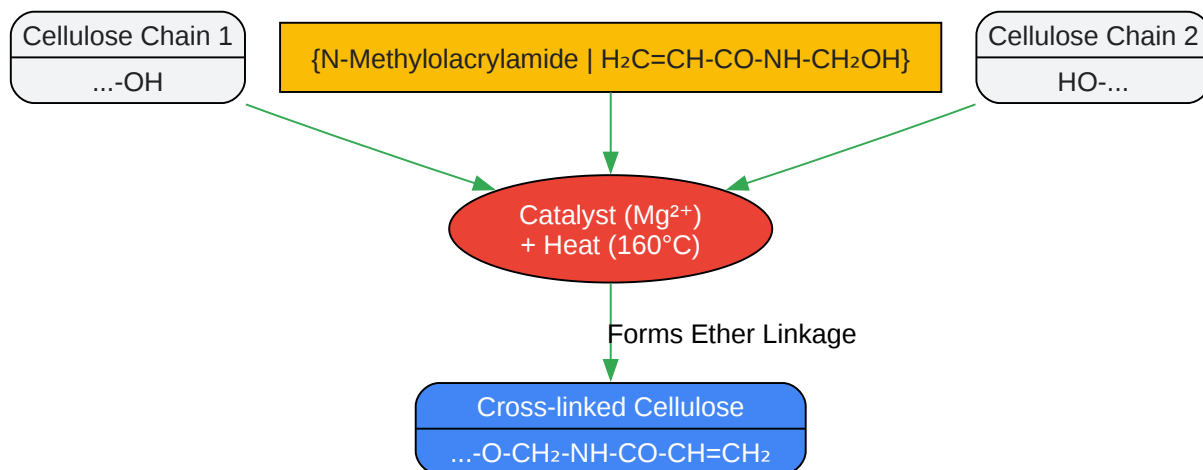 Cellulose Chain 1
...-OH
{N-Methylolacrylamide | H₂C=CH-CO-NH-CH₂OH}
Cellulose Chain 2
HO-...
Catalyst (Mg²⁺)
+ Heat (160°C)
Forms Ether Linkage
Cross-linked Cellulose
...-O-CH₂-NH-CO-CH=CH₂